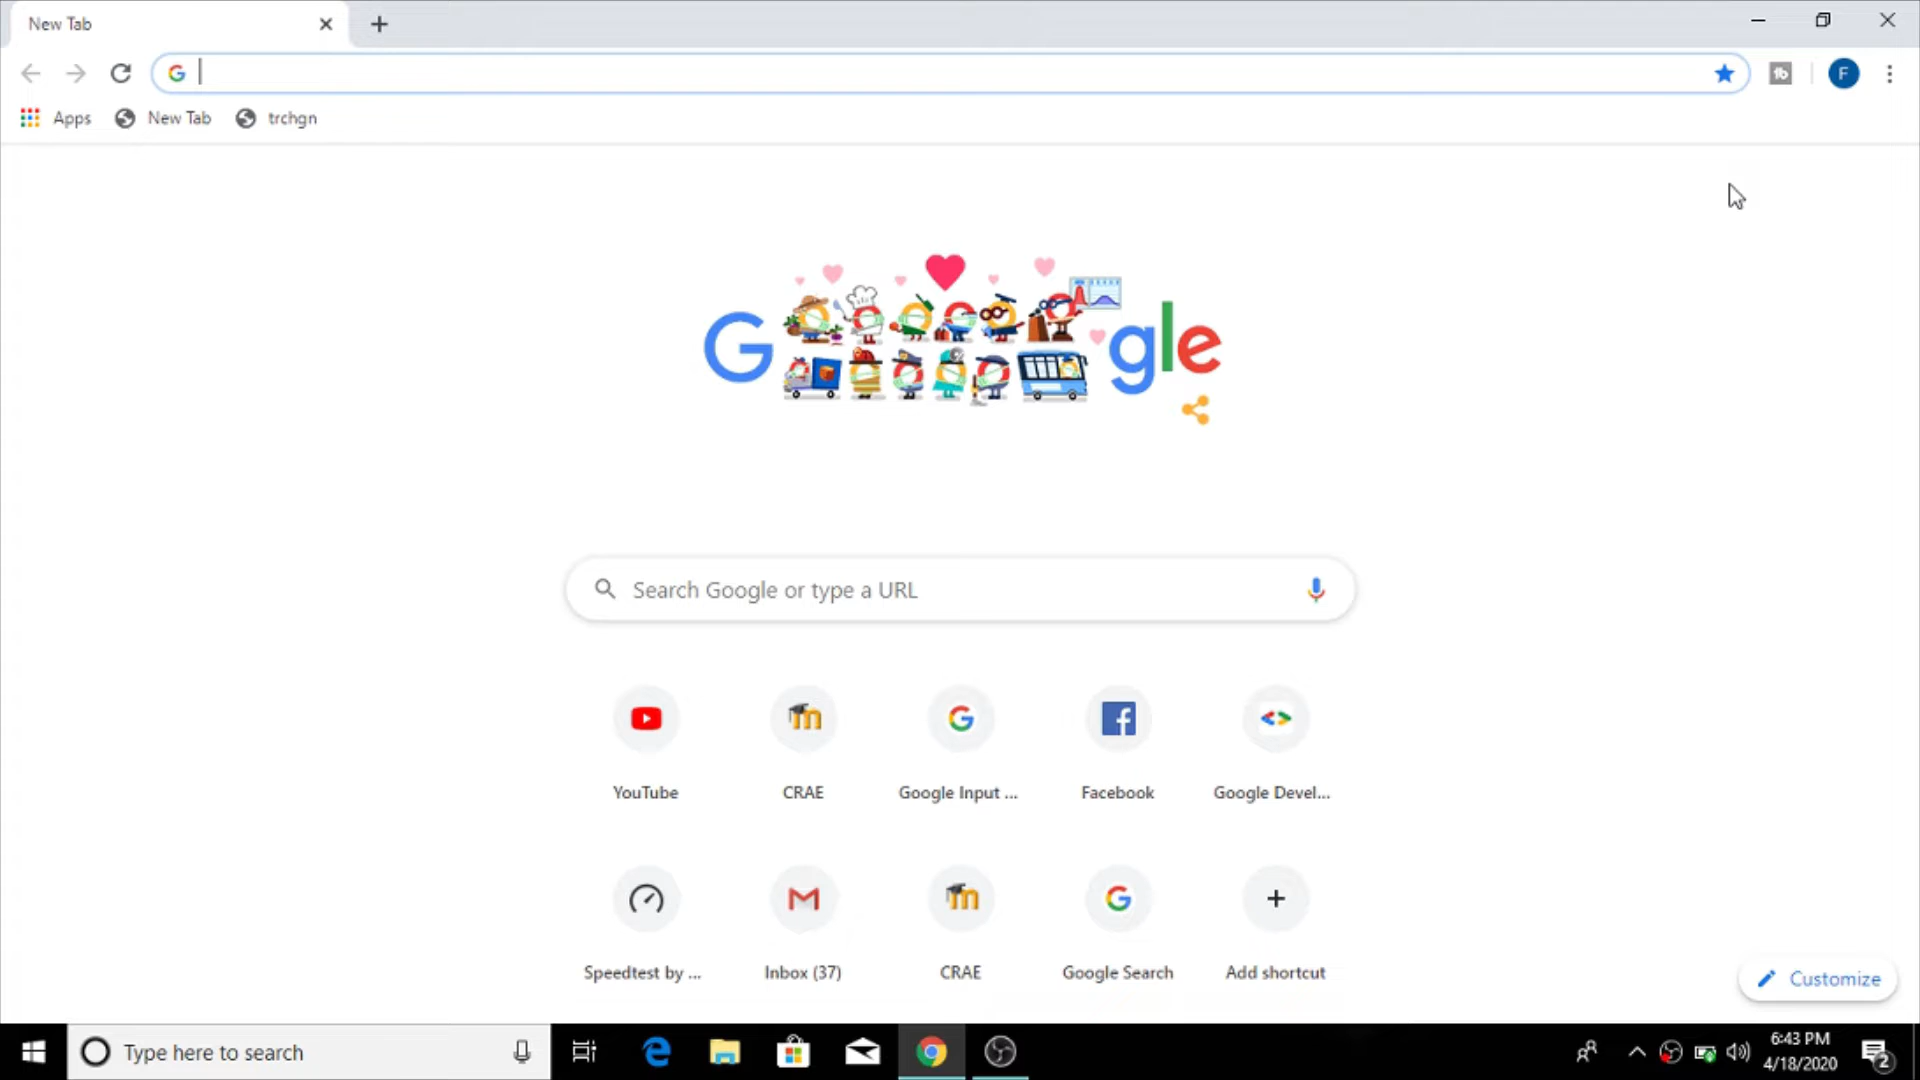 New Tab
Apps
New Tab
trchgn
F
G gle
Search Google or type a URL
YouTube
CRAE
Google Input ...
Facebook
Google Devel...
Speedtest by ...
Inbox (37)
CRAE
Google Search
Add shortcut
Customize
Type here to search
6:43 PM
4/18/2020
2